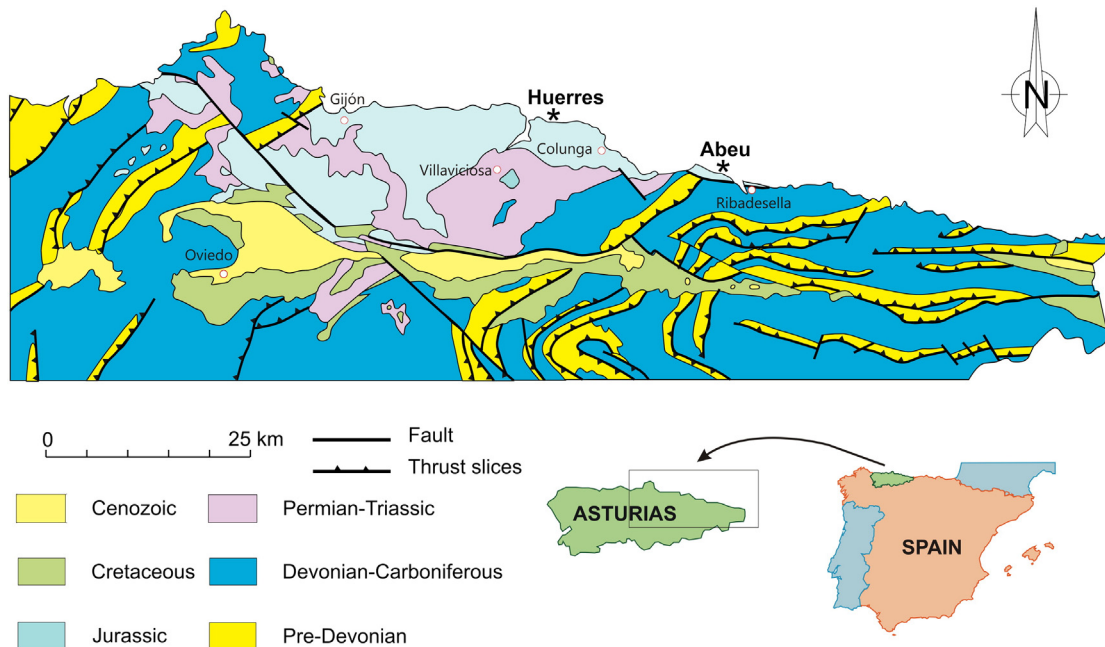 N
Gijón
Huerres
*
Colunga
Abeu
*
Villaviciosa
Ribadesella
Oviedo
0 25 km
Fault
Thrust slices
Cenozoic
Permian-Triassic
Cretaceous
Devonian-Carboniferous
Jurassic
Pre-Devonian
ASTURIAS
SPAIN